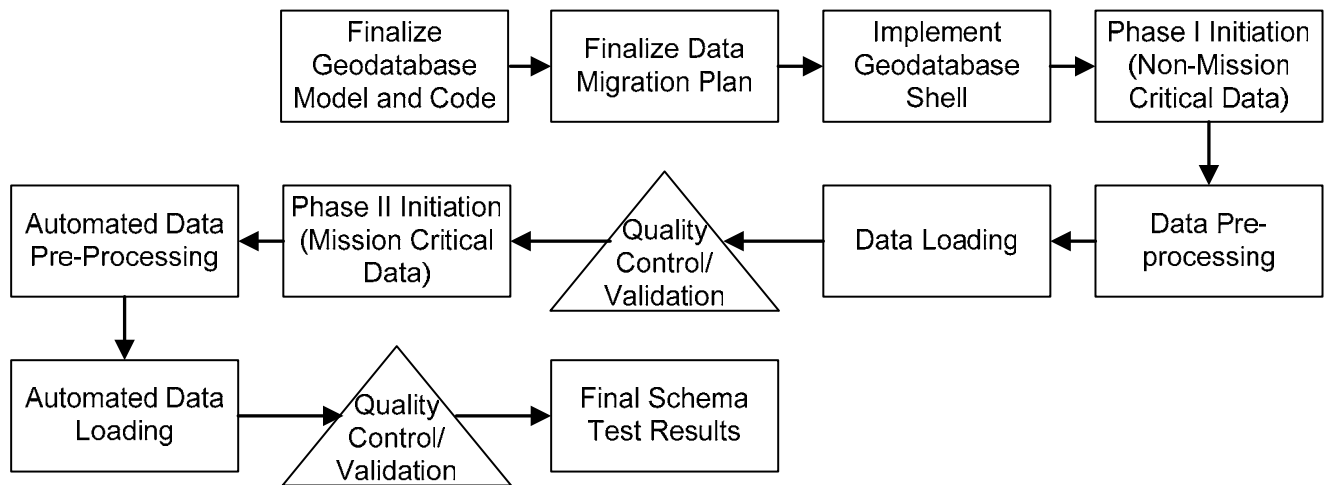 Finalize
Geodatabase
Model and Code
Finalize Data
Migration Plan
Implement
Geodatabase
Shell
Phase I Initiation
(Non-Mission
Critical Data)
Data Pre-
processing
Data Loading
Quality
Control/
Validation
Phase II Initiation
(Mission Critical
Data)
Automated Data
Pre-Processing
Automated Data
Loading
Quality
Control/
Validation
Final Schema
Test Results